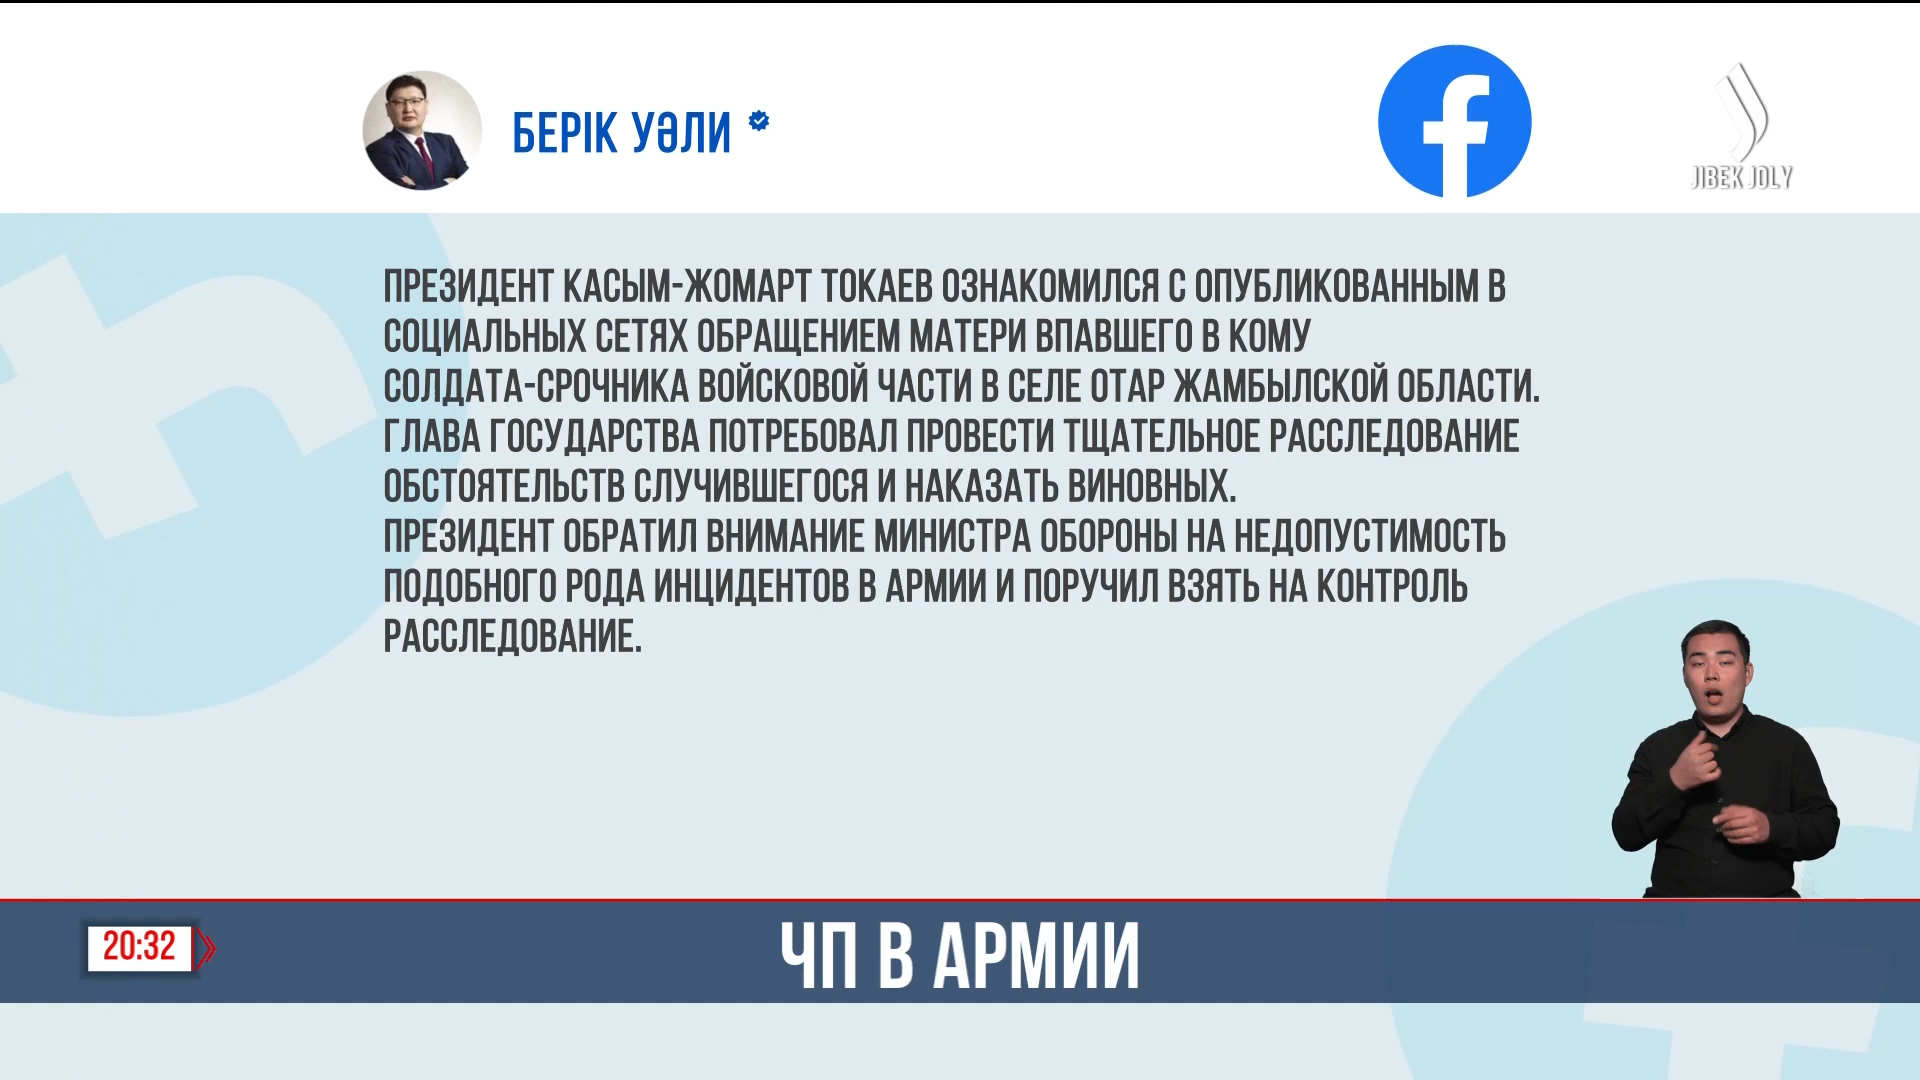 БЕРІК УӘЛИ
JIBEK JOLY
ПРЕЗИДЕНТ КАСЫМ-ЖОМАРТ ТОКАЕВ ОЗНАКОМИЛСЯ С ОПУБЛИКОВАННЫМ В
СОЦИАЛЬНЫХ СЕТЯХ ОБРАЩЕНИЕМ МАТЕРИ ВПАВШЕГО В КОМУ
СОЛДАТА-СРОЧНИКА ВОЙСКОВОЙ ЧАСТИ В СЕЛЕ ОТАР ЖАМБЫЛСКОЙ ОБЛАСТИ.
ГЛАВА ГОСУДАРСТВА ПОТРЕБОВАЛ ПРОВЕСТИ ТЩАТЕЛЬНОЕ РАССЛЕДОВАНИЕ
ОБСТОЯТЕЛЬСТВ СЛУЧИВШЕГОСЯ И НАКАЗАТЬ ВИНОВНЫХ.
ПРЕЗИДЕНТ ОБРАТИЛ ВНИМАНИЕ МИНИСТРА ОБОРОНЫ НА НЕДОПУСТИМОСТЬ
ПОДОБНОГО РОДА ИНЦИДЕНТОВ В АРМИИ И ПОРУЧИЛ ВЗЯТЬ НА КОНТРОЛЬ
РАССЛЕДОВАНИЕ.
20:32
ЧП В АРМИИ